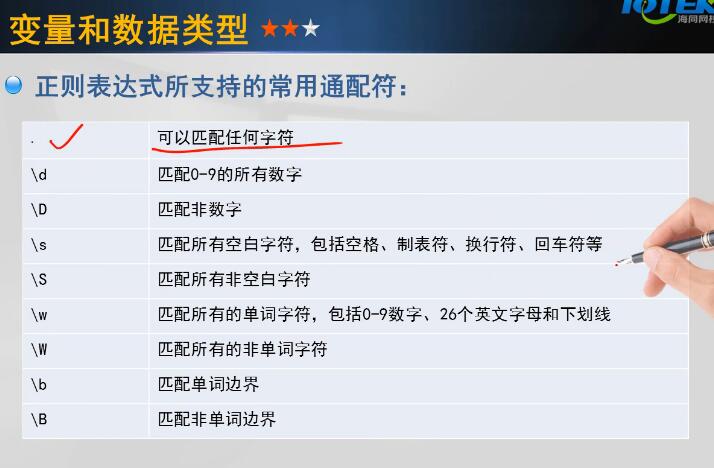 变量和数据类型
IOTEK
海同网校
正则表达式所支持的常用通配符：
. 可以匹配任何字符
\d 匹配0-9的所有数字
\D 匹配非数字
\s 匹配所有空白字符，包括空格、制表符、换行符、回车符等
\S 匹配所有非空白字符
\w 匹配所有的单词字符，包括0-9数字、26个英文字母和下划线
\W 匹配所有的非单词字符
\b 匹配单词边界
\B 匹配非单词边界